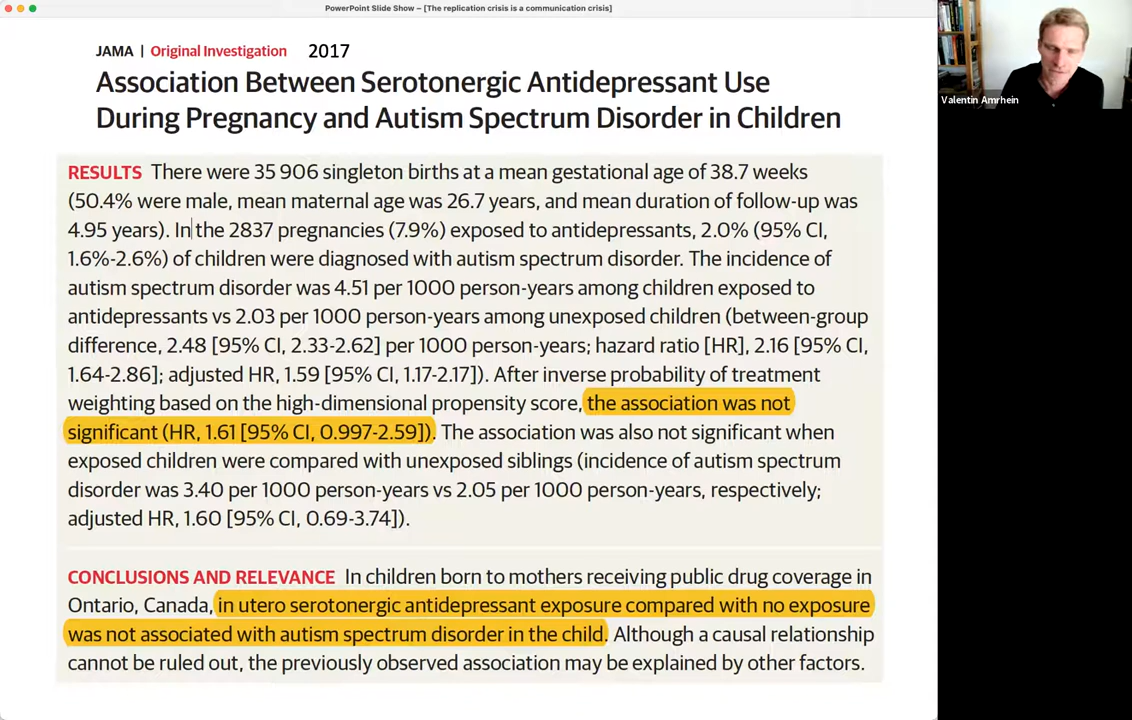 PowerPoint Slide Show – [The replication crisis is a communication crisis]
JAMA | Original Investigation 2017
Association Between Serotonergic Antidepressant Use
During Pregnancy and Autism Spectrum Disorder in Children
Valentin Amrhein
RESULTS There were 35 906 singleton births at a mean gestational age of 38.7 weeks
(50.4% were male, mean maternal age was 26.7 years, and mean duration of follow-up was
4.95 years). In the 2837 pregnancies (7.9%) exposed to antidepressants, 2.0% (95% CI,
1.6%-2.6%) of children were diagnosed with autism spectrum disorder. The incidence of
autism spectrum disorder was 4.51 per 1000 person-years among children exposed to
antidepressants vs 2.03 per 1000 person-years among unexposed children (between-group
difference, 2.48 [95% CI, 2.33-2.62] per 1000 person-years; hazard ratio [HR], 2.16 [95% CI,
1.64-2.86]; adjusted HR, 1.59 [95% CI, 1.17-2.17]). After inverse probability of treatment
weighting based on the high-dimensional propensity score, the association was not
significant (HR, 1.61 [95% CI, 0.997-2.59]). The association was also not significant when
exposed children were compared with unexposed siblings (incidence of autism spectrum
disorder was 3.40 per 1000 person-years vs 2.05 per 1000 person-years, respectively;
adjusted HR, 1.60 [95% CI, 0.69-3.74]).
CONCLUSIONS AND RELEVANCE In children born to mothers receiving public drug coverage in
Ontario, Canada, in utero serotonergic antidepressant exposure compared with no exposure
was not associated with autism spectrum disorder in the child. Although a causal relationship
cannot be ruled out, the previously observed association may be explained by other factors.